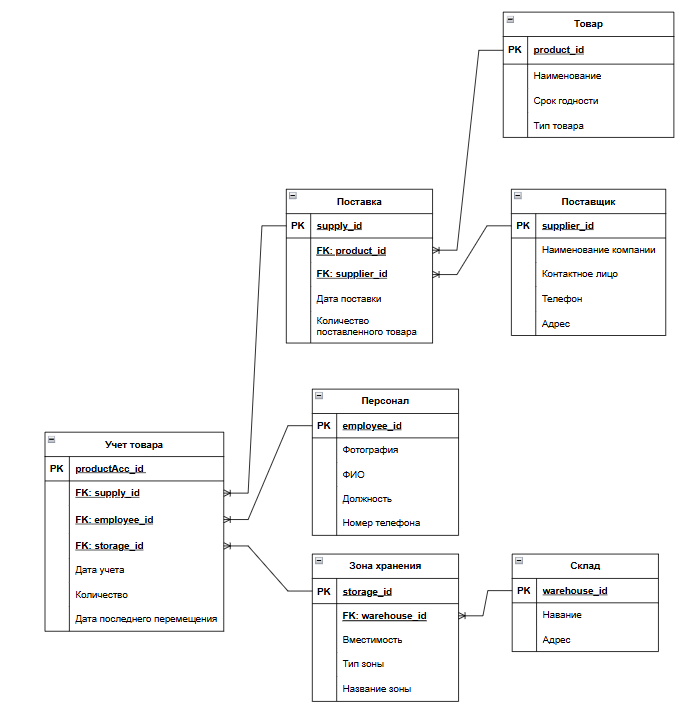 Товар
PK product_id
Наименование
Срок годности
Тип товара
Поставка
PK supply_id
FK: product_id
FK: supplier_id
Дата поставки
Количество
поставленного товара
Поставщик
PK supplier_id
Наименование компании
Контактное лицо
Телефон
Адрес
Персонал
PK employee_id
Фотография
ФИО
Должность
Номер телефона
Учет товара
PK productAcc_id
FK: supply_id
FK: employee_id
FK: storage_id
Дата учета
Количество
Дата последнего перемещения
Зона хранения
PK storage_id
FK: warehouse_id
Вместимость
Тип зоны
Название зоны
Склад
PK warehouse_id
Навание
Адрес